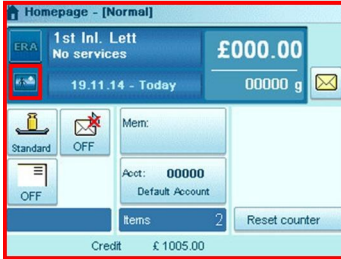 Homepage - [Normal]
ERA
1st Inl. Lett
No services
£000.00
19.11.14 - Today
00000 g
Standard
OFF
Mem:
OFF
Acct: 00000
Default Account
Items 2
Reset counter
Credit £ 1005.00